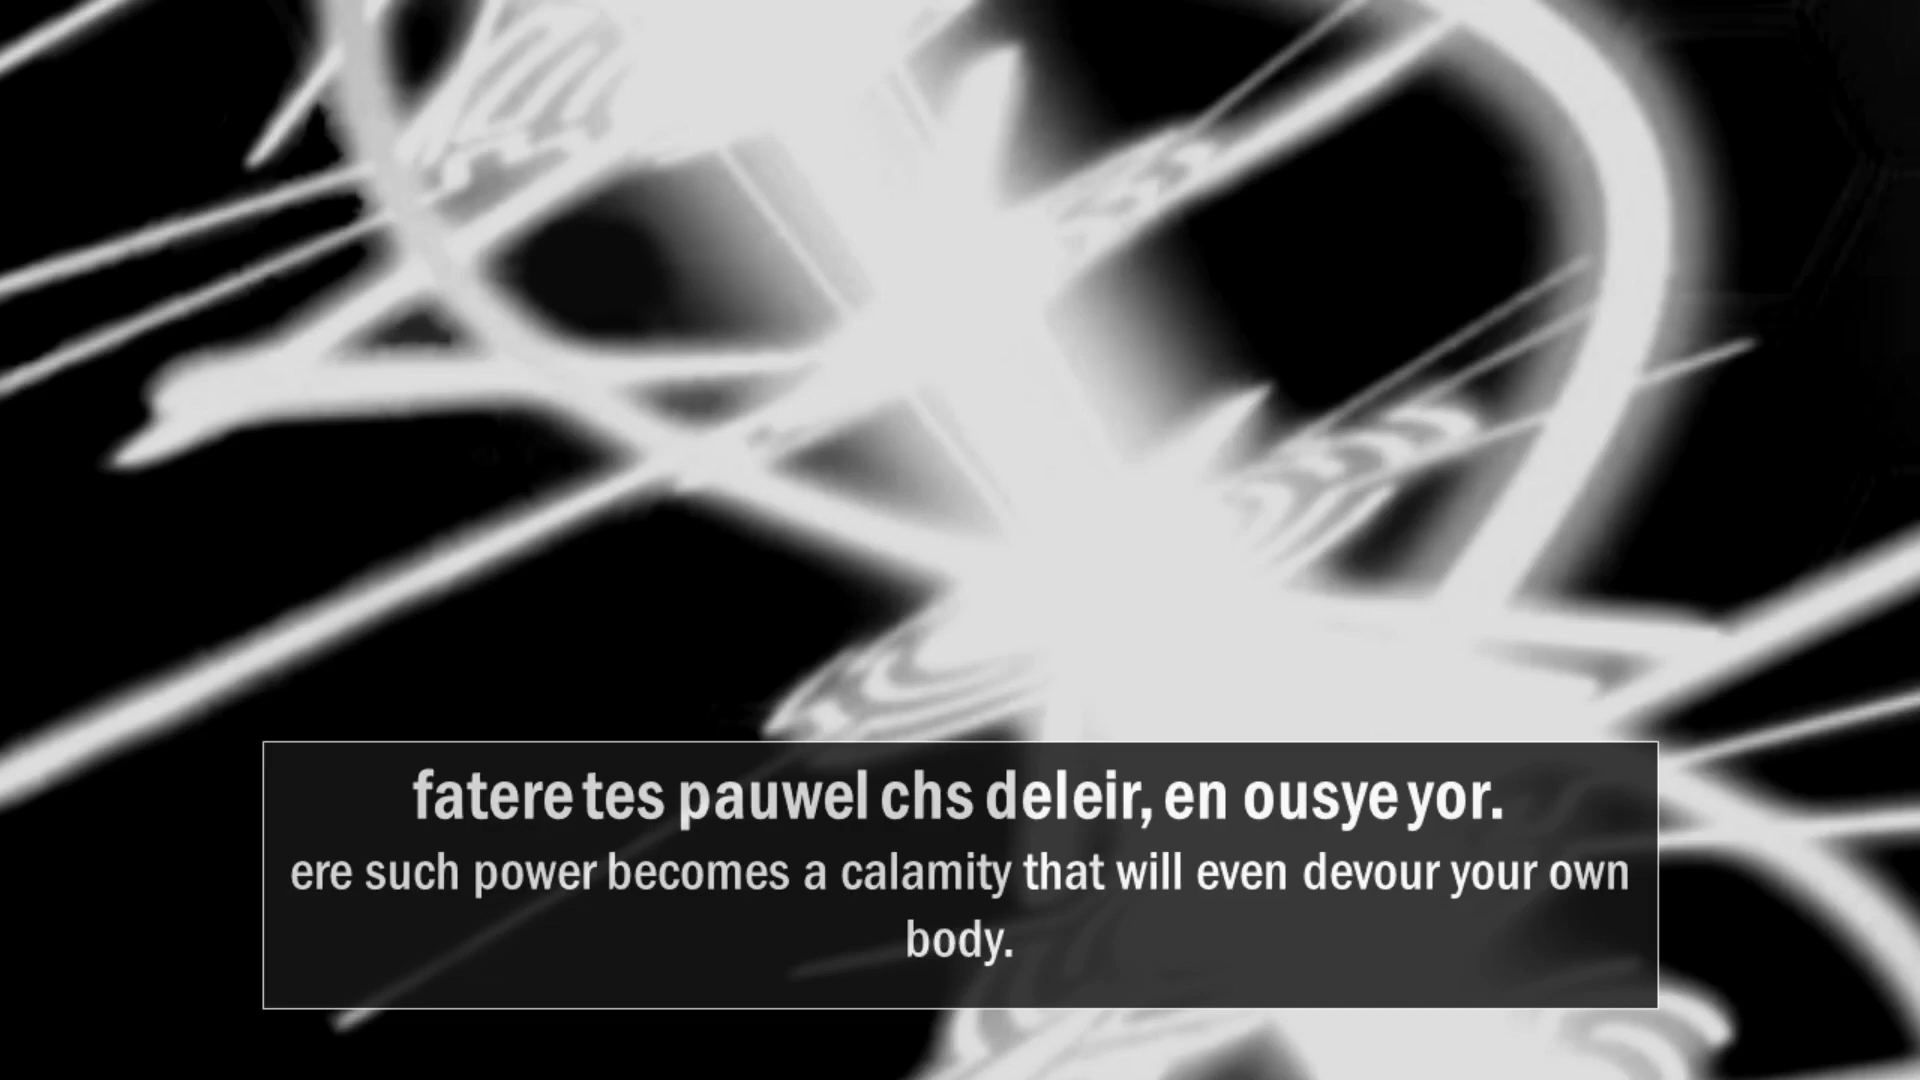 fatere tes pauwel chs deleir, en ousye yor.
ere such power becomes a calamity that will even devour your own
body.